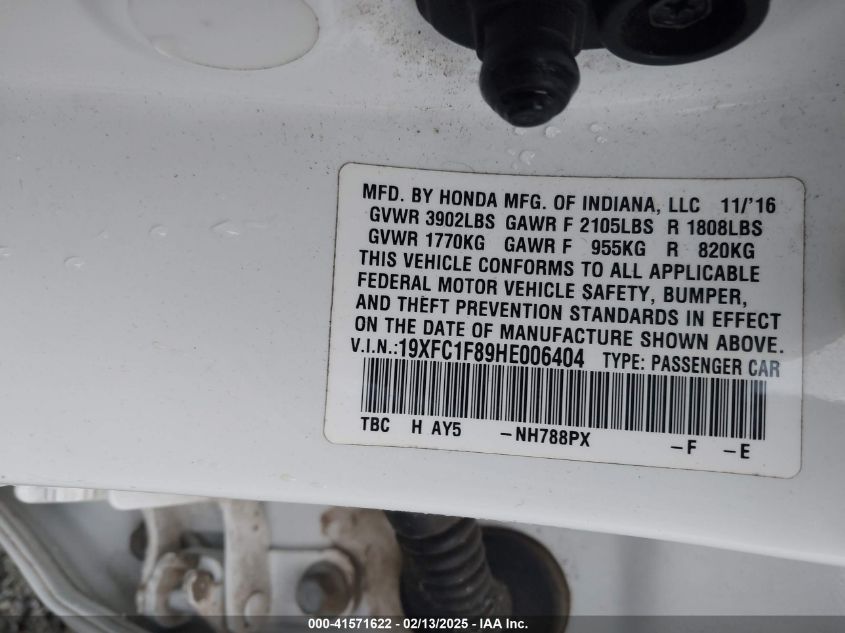 MFD. BY HONDA MFG. OF INDIANA, LLC 11/'16
GVWR 3902LBS GAWR F 2105LBS R 1808LBS
GVWR 1770KG GAWR F 955KG R 820KG
THIS VEHICLE CONFORMS TO ALL APPLICABLE
FEDERAL MOTOR VEHICLE SAFETY, BUMPER,
AND THEFT PREVENTION STANDARDS IN EFFECT
ON THE DATE OF MANUFACTURE SHOWN ABOVE.
V.I.N.:19XFC1F89HE006404 TYPE: PASSENGER CAR
TBC H AY5 -NH788PX -F -E
000-41571622 - 02/13/2025 - IAA Inc.